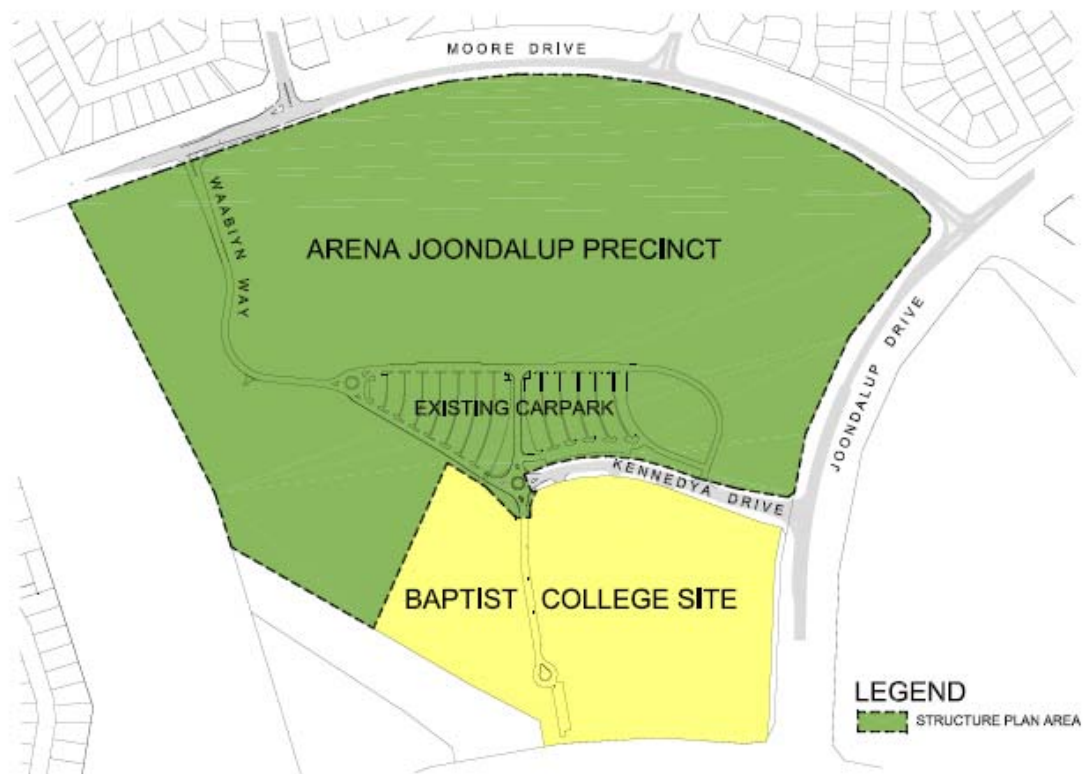 MOORE DRIVE
WAABIYN WAY
ARENA JOONDALUP PRECINCT
JOONDALUP DRIVE
EXISTING CARPARK
KENNEDYA DRIVE
BAPTIST COLLEGE SITE
LEGEND
STRUCTURE PLAN AREA